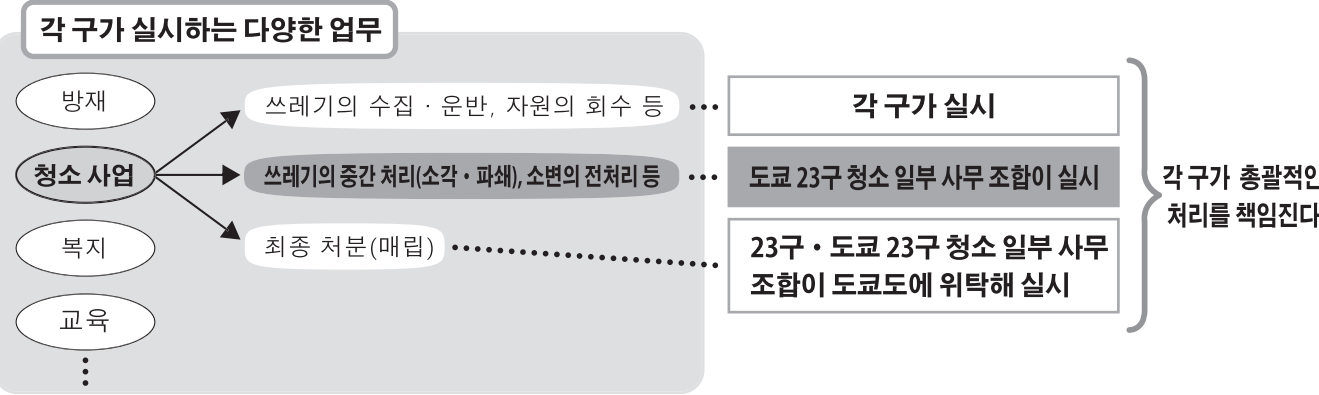 각 구가 실시하는 다양한 업무
방재
청소 사업
복지
교육
쓰레기의 수집 · 운반, 자원의 회수 등
쓰레기의 중간 처리(소각 · 파쇄), 소변의 전처리 등
최종 처분(매립)
각 구가 실시
도쿄 23구 청소 일부 사무 조합이 실시
23구 · 도쿄 23구 청소 일부 사무
조합이 도쿄도에 위탁해 실시
각 구가 총괄적인
처리를 책임진다